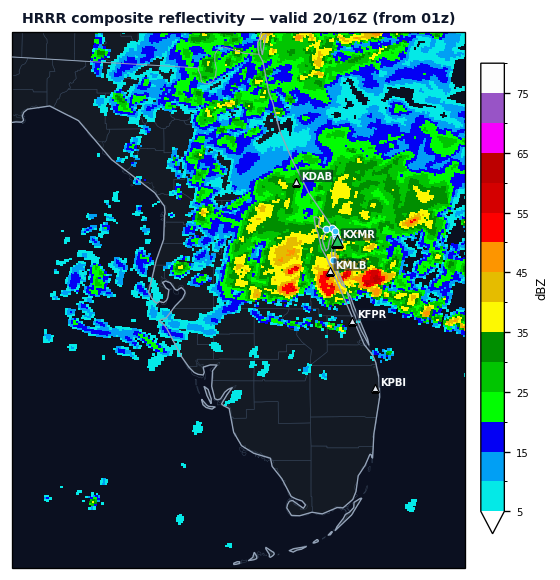 HRRR composite reflectivity — valid 20/16Z (from 01z)
75
65
55
45
35
25
15
5
dBZ
KDAB
KXMR
KMLB
KFPR
KPBI